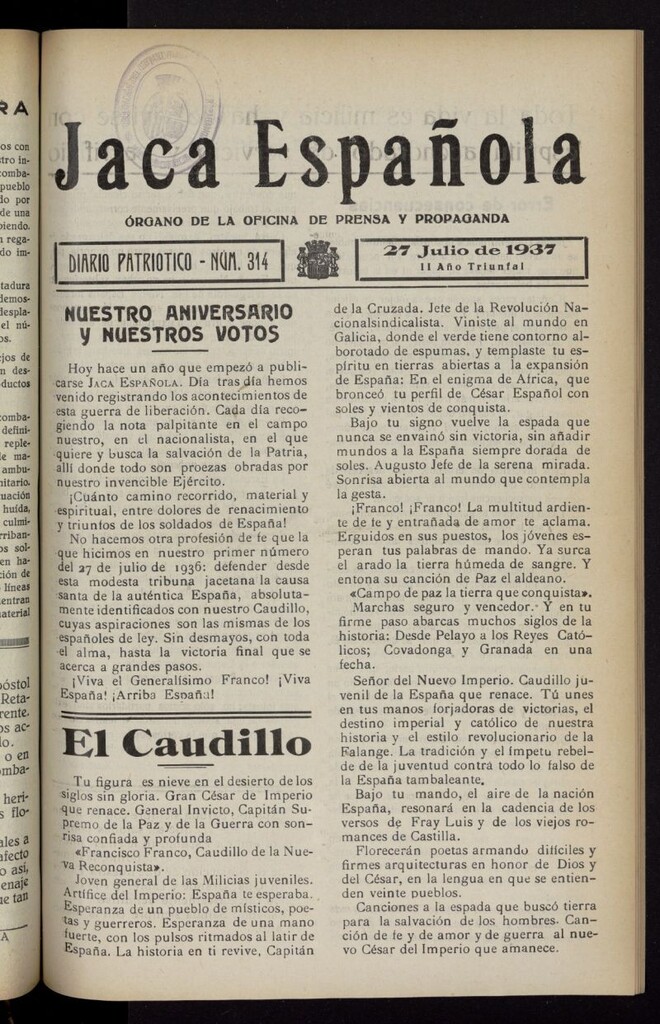 Jaca Española
ÓRGANO DE LA OFICINA DE PRENSA Y PROPAGANDA
DIARIO PATRIOTICO - NÚM. 314
27 Julio de 1937
II Año Triunfal
NUESTRO ANIVERSARIO
Y NUESTROS VOTOS
Hoy hace un año que empezó a publi-
carse JACA ESPAÑOLA. Día tras día hemos
venido registrando los acontecimientos de
esta guerra de liberación. Cada día reco-
giendo la nota palpitante en el campo
nuestro, en el nacionalista, en el que
quiere y busca la salvación de la Patria,
allí donde todo son proezas obradas por
nuestro invencible Ejército.
¡Cuánto camino recorrido, material y
espiritual, entre dolores de renacimiento
y triunfos de los soldados de España!
No hacemos otra profesión de fe que la
que hicimos en nuestro primer número
del 27 de julio de 1936: defender desde
esta modesta tribuna jacetana la causa
santa de la auténtica España, absoluta-
mente identificados con nuestro Caudillo,
cuyas aspiraciones son las mismas de los
españoles de ley. Sin desmayos, con toda
el alma, hasta la victoria final que se
acerca a grandes pasos.
¡Viva el Generalísimo Franco! ¡Viva
España! ¡Arriba España!
El Caudillo
Tu figura es nieve en el desierto de los
siglos sin gloria. Gran César de Imperio
que renace. General Invicto, Capitán Su-
premo de la Paz y de la Guerra con son-
risa confiada y profunda
«Francisco Franco, Caudillo de la Nue-
va Reconquista».
Joven general de las Milicias juveniles.
Artífice del Imperio: España te esperaba.
Esperanza de un pueblo de místicos, poe-
tas y guerreros. Esperanza de una mano
fuerte, con los pulsos ritmados al latir de
España. La historia en ti revive, Capitán
de la Cruzada. Jefe de la Revolución Na-
cionalsindicalista. Viniste al mundo en
Galicia, donde el verde tiene contorno al-
borotado de espumas, y templaste tu es-
píritu en tierras abiertas a la expansión
de España: En el enigma de Africa, que
bronceó tu perfil de César Español con
soles y vientos de conquista.
Bajo tu signo vuelve la espada que
nunca se envainó sin victoria, sin añadir
mundos a la España siempre dorada de
soles. Augusto Jefe de la serena mirada.
Sonrisa abierta al mundo que contempla
la gesta.
¡Franco! ¡Franco! La multitud ardien-
te de fe y entrañada de amor te aclama.
Erguidos en sus puestos, los jóvenes es-
peran tus palabras de mando. Ya surca
el arado la tierra húmeda de sangre. Y
entona su canción de Paz el aldeano.
«Campo de paz la tierra que conquista».
Marchas seguro y vencedor.- Y en tu
firme paso abarcas muchos siglos de la
historia: Desde Pelayo a los Reyes Cató-
licos; Covadonga y Granada en una
fecha.
Señor del Nuevo Imperio. Caudillo ju-
venil de la España que renace. Tú unes
en tus manos forjadoras de victorias, el
destino imperial y católico de nuestra
historia y el estilo revolucionario de la
Falange. La tradición y el ímpetu rebel-
de de la juventud contra todo lo falso de
la España tambaleante.
Bajo tu mando, el aire de la nación
España, resonará en la cadencia de los
versos de Fray Luis y de los viejos ro-
mances de Castilla.
Florecerán poetas armando difíciles y
firmes arquitecturas en honor de Dios y
del César, en la lengua en que se entien-
den veinte pueblos.
Canciones a la espada que buscó tierra
para la salvación de los hombres. Can-
ción de fe y de amor y de guerra al nue-
vo César del Imperio que amanece.